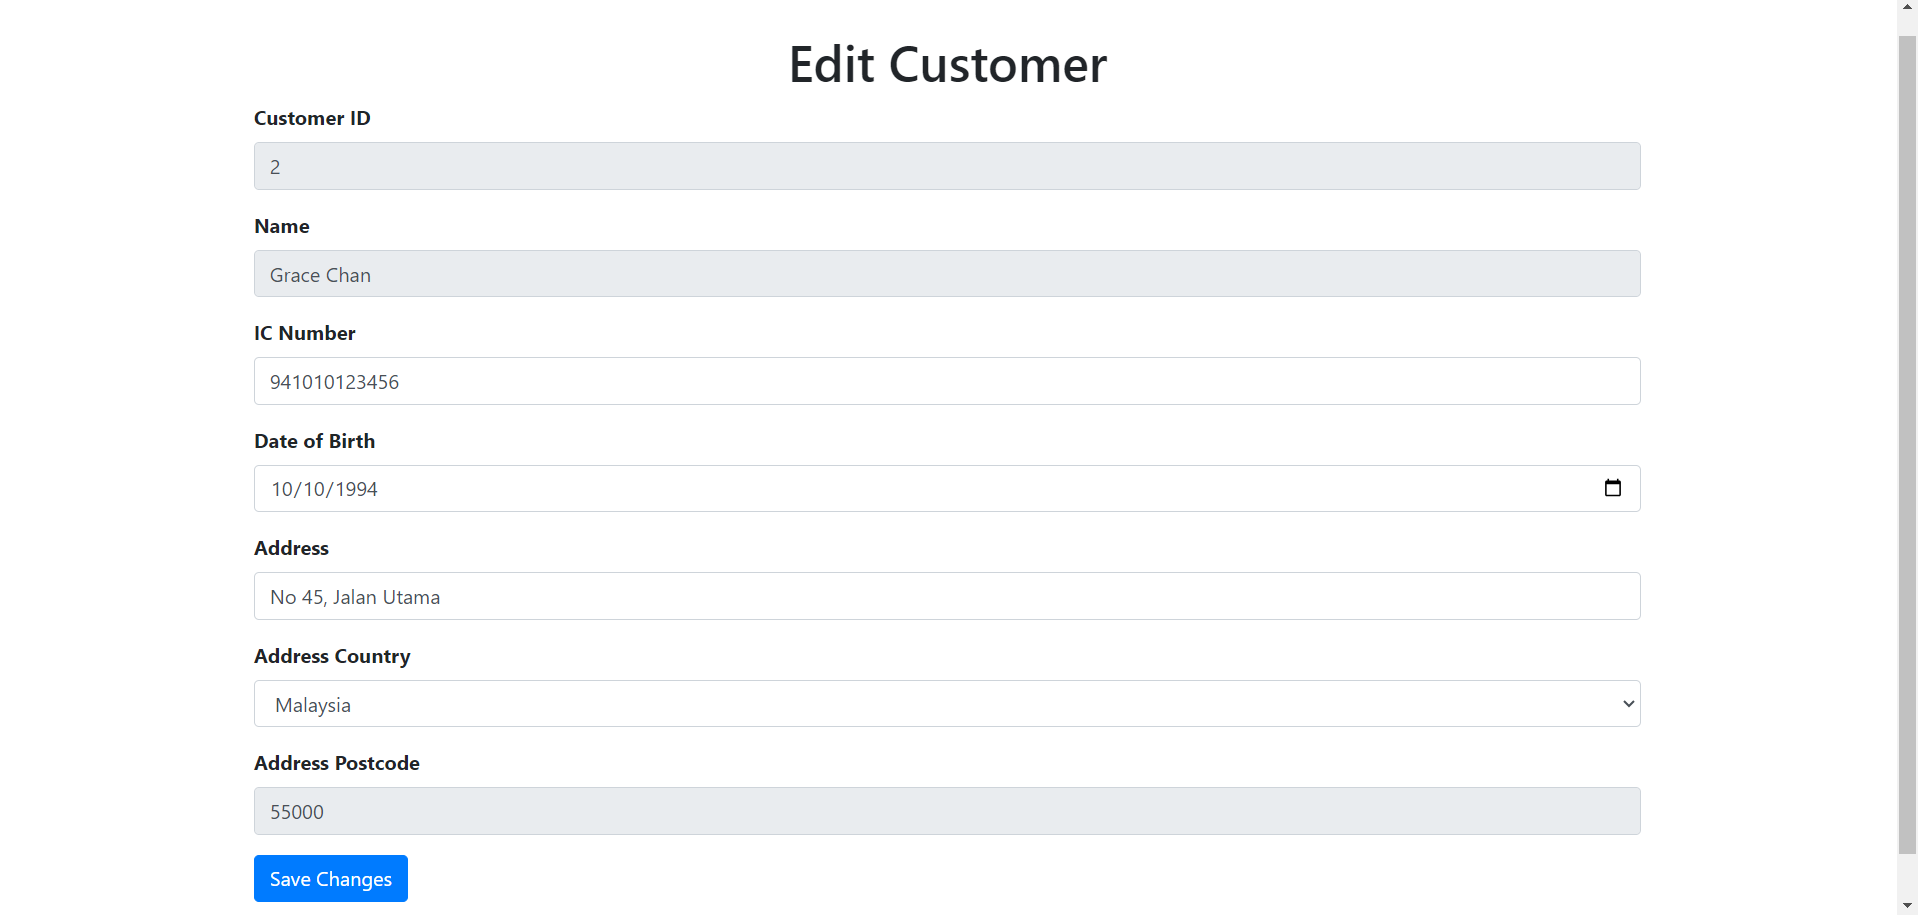 Edit Customer
Customer ID
2
Name
Grace Chan
IC Number
941010123456
Date of Birth
10/10/1994
Address
No 45, Jalan Utama
Address Country
Malaysia
Address Postcode
55000
Save Changes